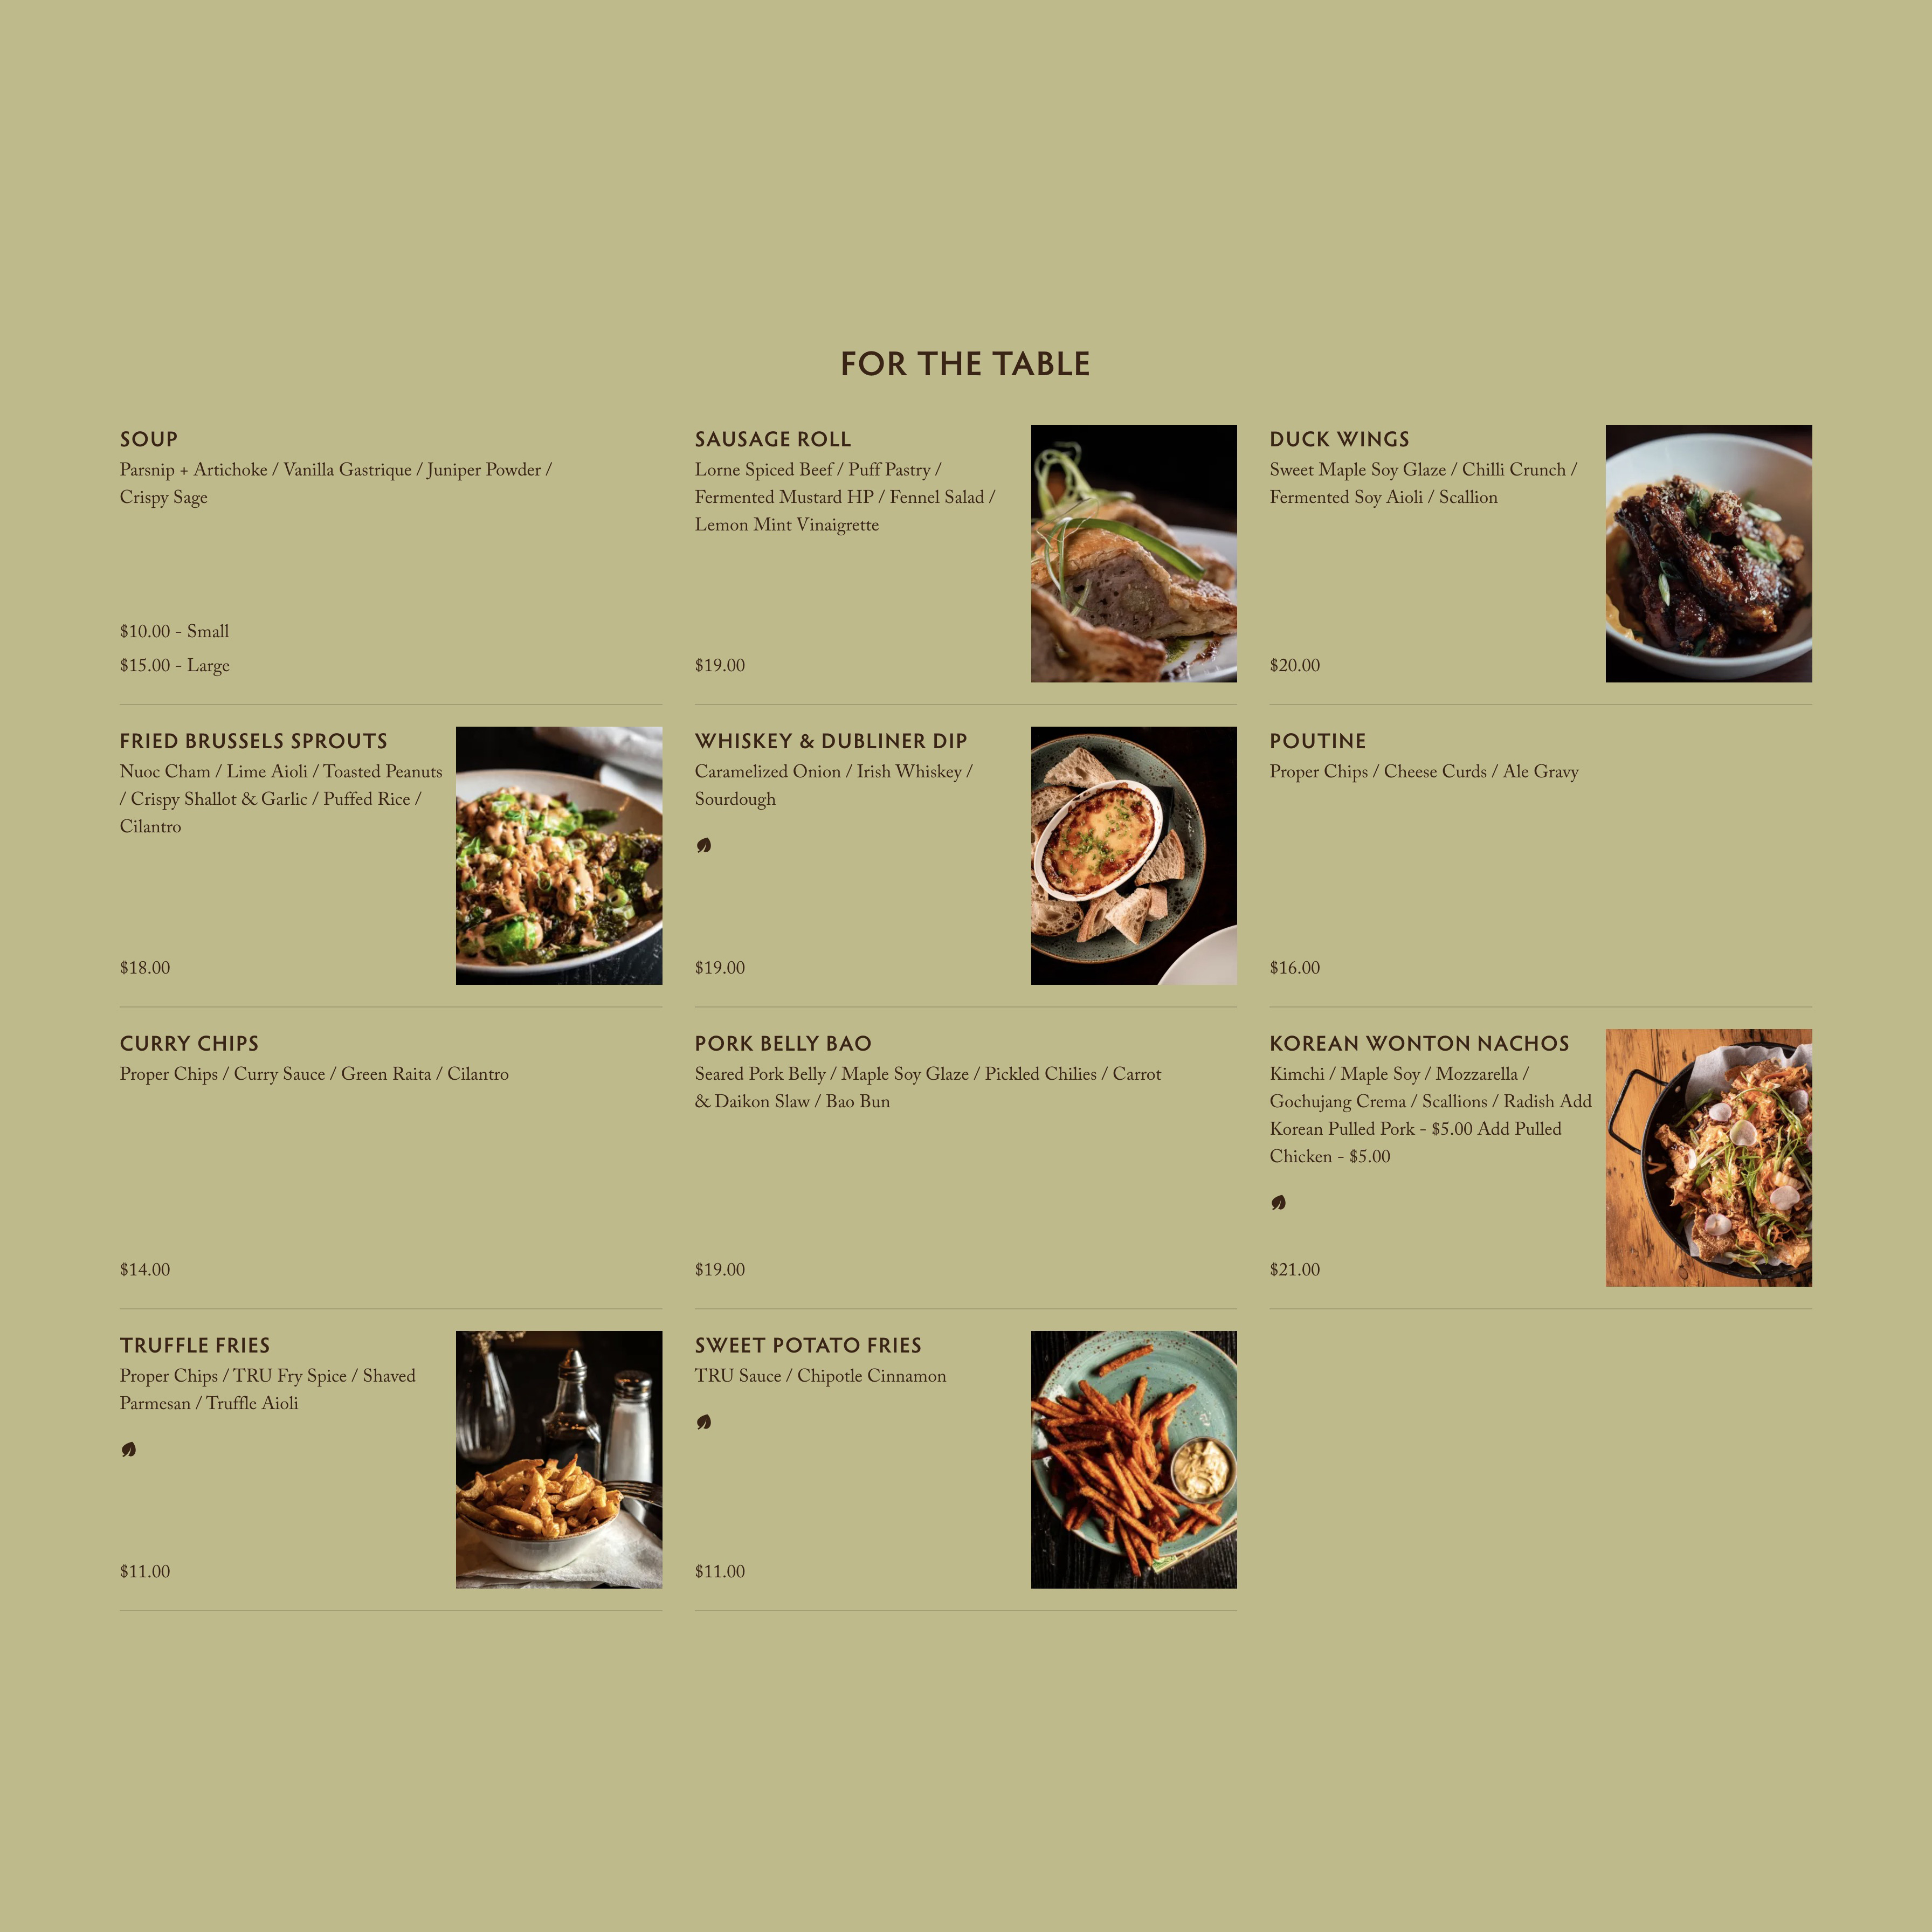 FOR THE TABLE
SOUP
Parsnip + Artichoke / Vanilla Gastrique / Juniper Powder /
Crispy Sage
$10.00 - Small
$15.00 - Large
SAUSAGE ROLL
Lorne Spiced Beef / Puff Pastry /
Fermented Mustard HP / Fennel Salad /
Lemon Mint Vinaigrette
$19.00
DUCK WINGS
Sweet Maple Soy Glaze / Chilli Crunch /
Fermented Soy Aioli / Scallion
$20.00
FRIED BRUSSELS SPROUTS
Nuoc Cham / Lime Aioli / Toasted Peanuts
/ Crispy Shallot & Garlic / Puffed Rice /
Cilantro
$18.00
WHISKEY & DUBLINER DIP
Caramelized Onion / Irish Whiskey /
Sourdough
$19.00
POUTINE
Proper Chips / Cheese Curds / Ale Gravy
$16.00
CURRY CHIPS
Proper Chips / Curry Sauce / Green Raita / Cilantro
$14.00
PORK BELLY BAO
Seared Pork Belly / Maple Soy Glaze / Pickled Chilies / Carrot
& Daikon Slaw / Bao Bun
$19.00
KOREAN WONTON NACHOS
Kimchi / Maple Soy / Mozzarella /
Gochujang Crema / Scallions / Radish Add
Korean Pulled Pork - $5.00 Add Pulled
Chicken - $5.00
$21.00
TRUFFLE FRIES
Proper Chips / TRU Fry Spice / Shaved
Parmesan / Truffle Aioli
$11.00
SWEET POTATO FRIES
TRU Sauce / Chipotle Cinnamon
$11.00